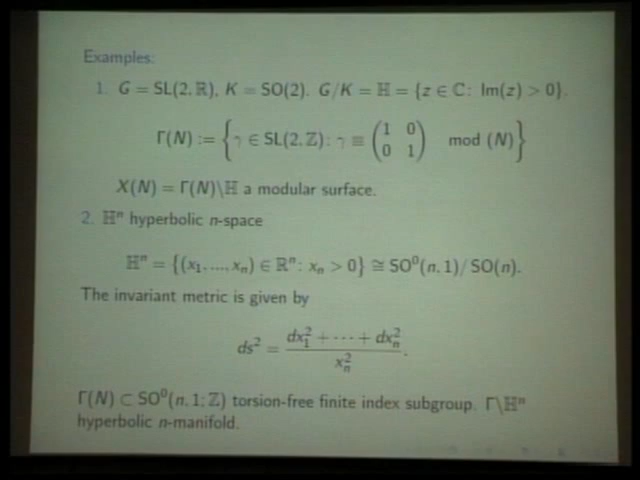 Examples:
1. G = SL(2, ℝ), K = SO(2). G/K = ℍ = {z ∈ ℂ: Im(z) > 0}.
Γ(N) := {γ ∈ SL(2, ℤ): γ ≡ (1 0
0 1) mod (N)}
X(N) = Γ(N)\ℍ a modular surface.
2. ℍⁿ hyperbolic n-space
ℍⁿ = {(x₁, ..., xₙ) ∈ ℝⁿ: xₙ > 0} ≅ SO⁰(n, 1)/ SO(n).
The invariant metric is given by
ds² = (dx₁² + ··· + dxₙ²) / xₙ².
Γ(N) ⊂ SO⁰(n, 1; ℤ) torsion-free finite index subgroup. Γ\ℍⁿ
hyperbolic n-manifold.